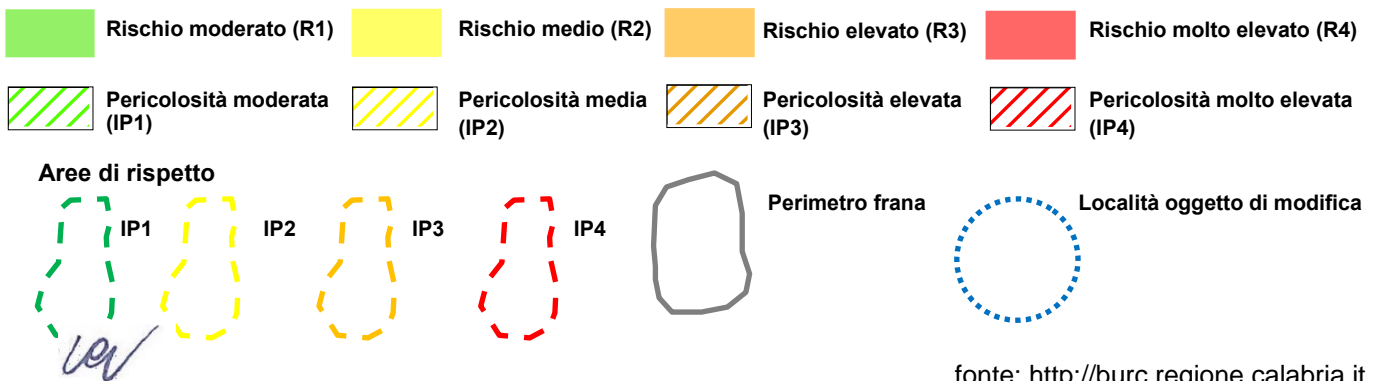 Rischio moderato (R1) Rischio medio (R2) Rischio elevato (R3) Rischio molto elevato (R4)
Pericolosità moderata (IP1)
Pericolosità media (IP2)
Pericolosità elevata (IP3)
Pericolosità molto elevata (IP4)
Aree di rispetto
IP1 IP2 IP3 IP4
Perimetro frana
Località oggetto di modifica
fonte: http://burc.regione.calabria.it